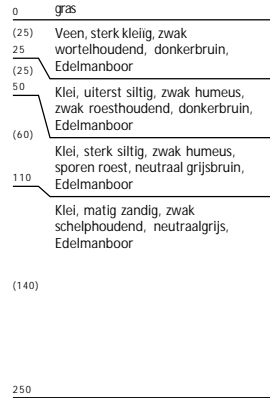 0 gras
(25) Veen, sterk kleiïg, zwak
25 wortelhoudend, donkerbruin,
(25) Edelmanboor
50 Klei, uiterst siltig, zwak humeus,
zwak roesthoudend, donkerbruin,
(60) Edelmanboor
Klei, sterk siltig, zwak humeus,
sporen roest, neutraal grijsbruin,
110 Edelmanboor
Klei, matig zandig, zwak
schelphoudend, neutraalgrijs,
Edelmanboor
(140)
250